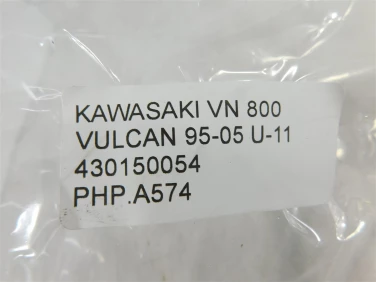 KAWASAKI VN 800
VULCAN 95-05 U-11
430150054
PHP.A574